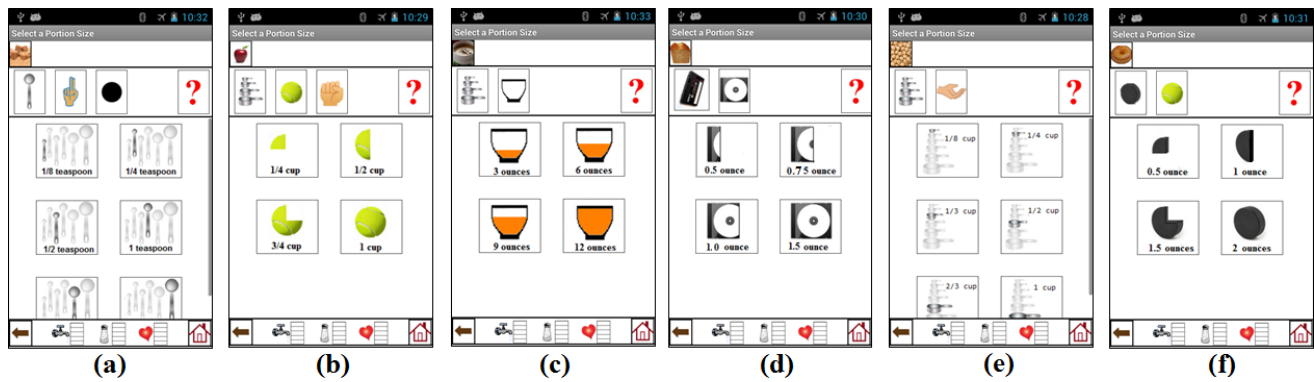 10:32
Select a Portion Size
?
1/8 teaspoon 1/4 teaspoon
1/2 teaspoon 1 teaspoon
(a)
10:29
Select a Portion Size
?
1/4 cup 1/2 cup
3/4 cup 1 cup
(b)
10:33
Select a Portion Size
?
3 ounces 6 ounces
9 ounces 12 ounces
(c)
10:30
Select a Portion Size
?
0.5 ounce 0.75 ounce
1.0 ounce 1.5 ounce
(d)
10:28
Select a Portion Size
?
1/8 cup 1/4 cup
1/3 cup 1/2 cup
2/3 cup 1 cup
(e)
10:31
Select a Portion Size
?
0.5 ounce 1 ounce
1.5 ounces 2 ounces
(f)